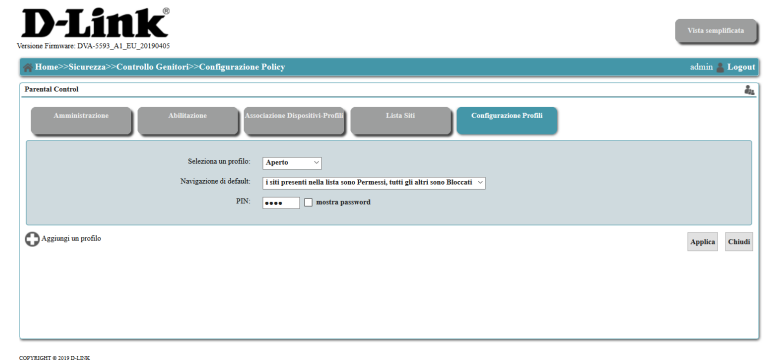 D-Link®
Versione Firmware: DVA-5593_A1_EU_20190405
Vista semplificata
Home>>Sicurezza>>Controllo Genitori>>Configurazione Policy
admin Logout
Parental Control
Amministrazione
Abilitazione
Associazione Dispositivi-Profili
Lista Siti
Configurazione Profili
Seleziona un profilo: Aperto
Navigazione di default: i siti presenti nella lista sono Permessi, tutti gli altri sono Bloccati
PIN: •••• mostra password
Aggiungi un profilo
Applica Chiudi
COPYRIGHT © 2019 D-LINK